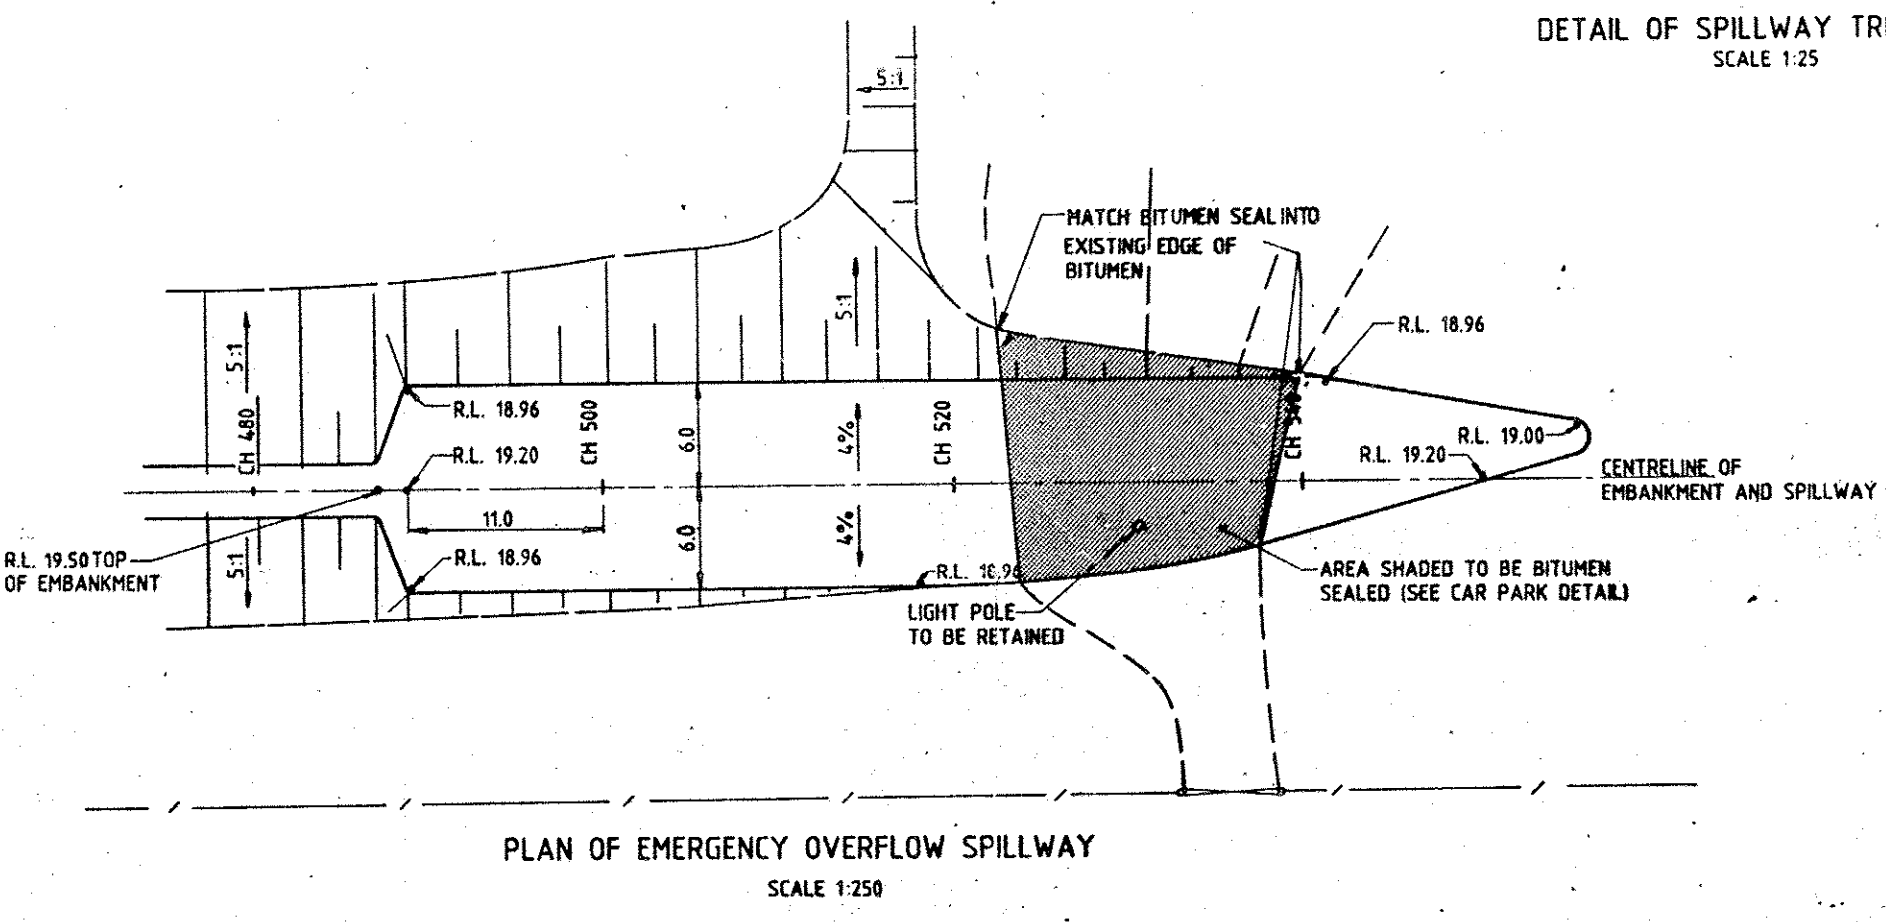 DETAIL OF SPILLWAY TR
SCALE 1:25
5:1
MATCH BITUMEN SEAL INTO
EXISTING EDGE OF
BITUMEN
R.L. 18.96
5:1
5:1
R.L. 18.96
CH 480
CH 500
6.0
4%
CH 520
R.L. 19.00
R.L. 19.20
R.L. 19.20
CENTRELINE OF
EMBANKMENT AND SPILLWAY
11.0
6.0
4%
R.L. 19.50 TOP
OF EMBANKMENT
5:1
R.L. 18.96
AREA SHADED TO BE BITUMEN
SEALED (SEE CAR PARK DETAIL)
LIGHT POLE
TO BE RETAINED
PLAN OF EMERGENCY OVERFLOW SPILLWAY
SCALE 1:250